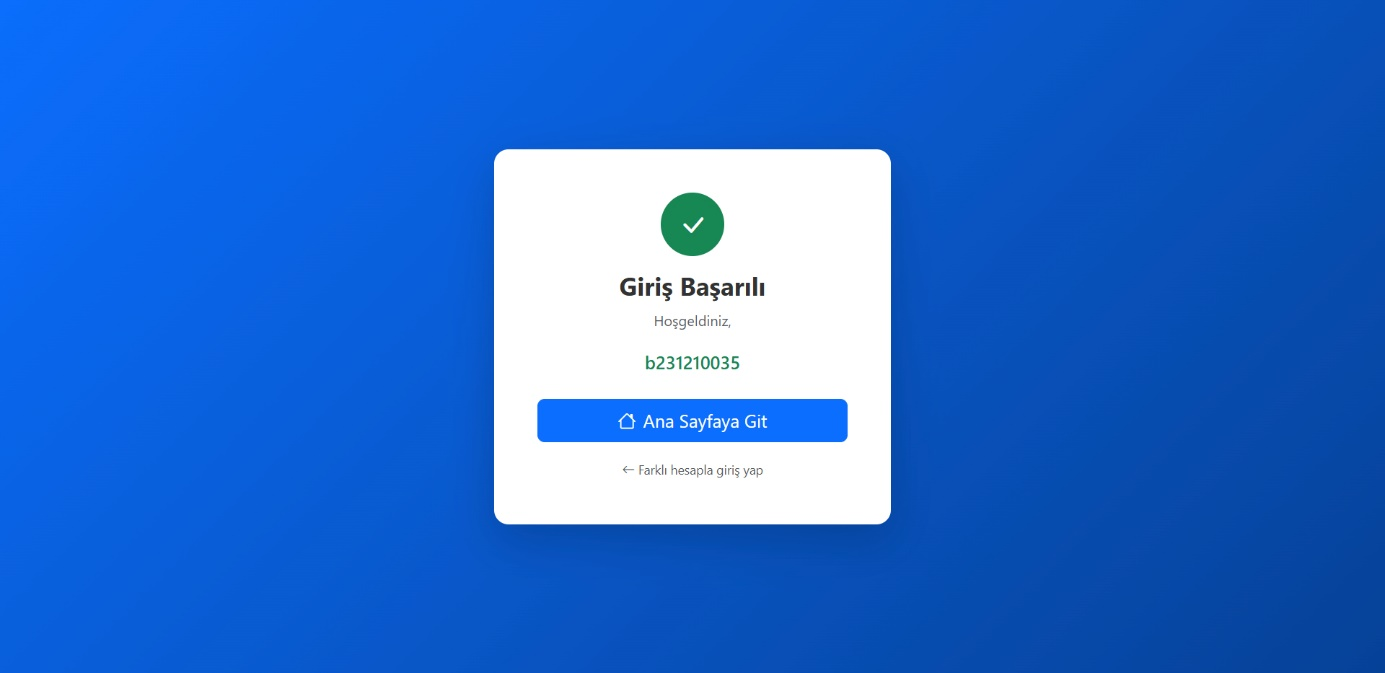 Giriş Başarılı
Hoşgeldiniz,
b231210035
Ana Sayfaya Git
← Farklı hesapla giriş yap